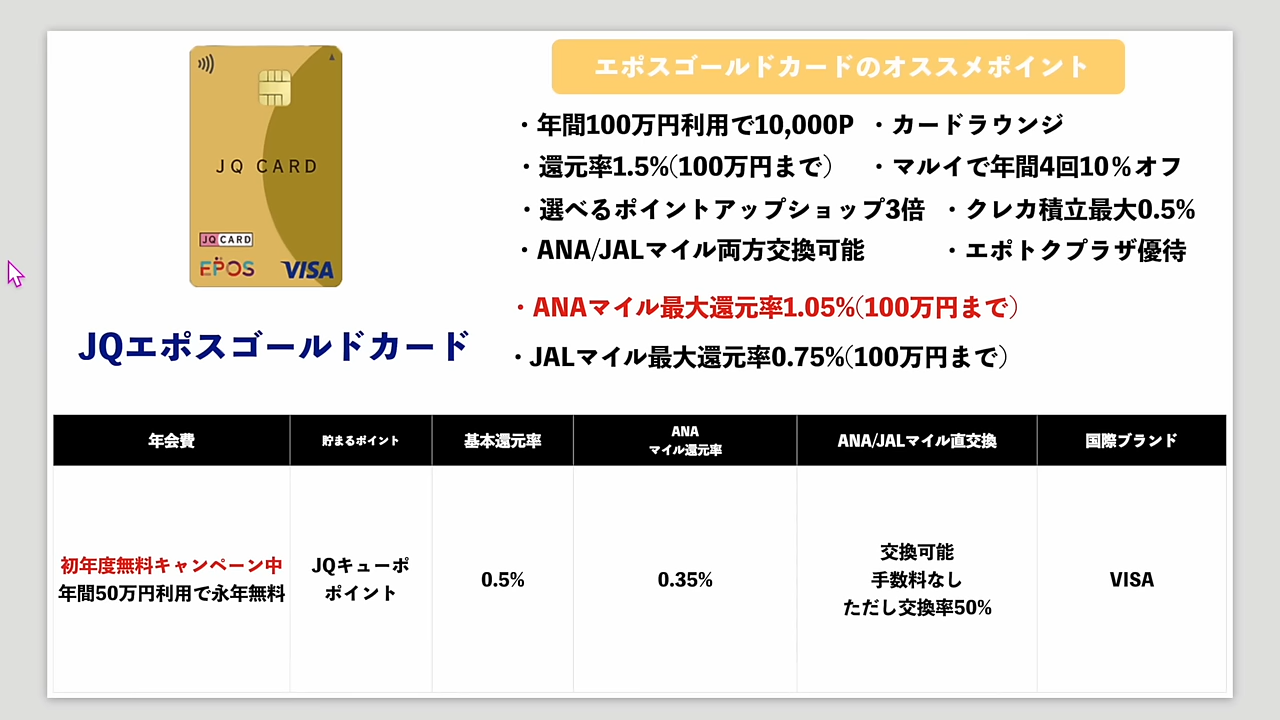 JQ CARD
JQ CARD
EPOS
VISA
JQエポスゴールドカード
エポスゴールドカードのオススメポイント
・年間100万円利用で10,000P ・カードラウンジ
・還元率1.5%(100万円まで) ・マルイで年間4回10%オフ
・選べるポイントアップショップ3倍 ・クレカ積立最大0.5%
・ANA/JALマイル両方交換可能 ・エポトクプラザ優待
・ANAマイル最大還元率1.05%(100万円まで)
・JALマイル最大還元率0.75%(100万円まで)
年会費 貯まるポイント 基本還元率 ANA
マイル還元率 ANA/JALマイル直交換 国際ブランド
初年度無料キャンペーン中
年間50万円利用で永年無料
JQキューポ
ポイント
0.5%
0.35%
交換可能
手数料なし
ただし交換率50%
VISA